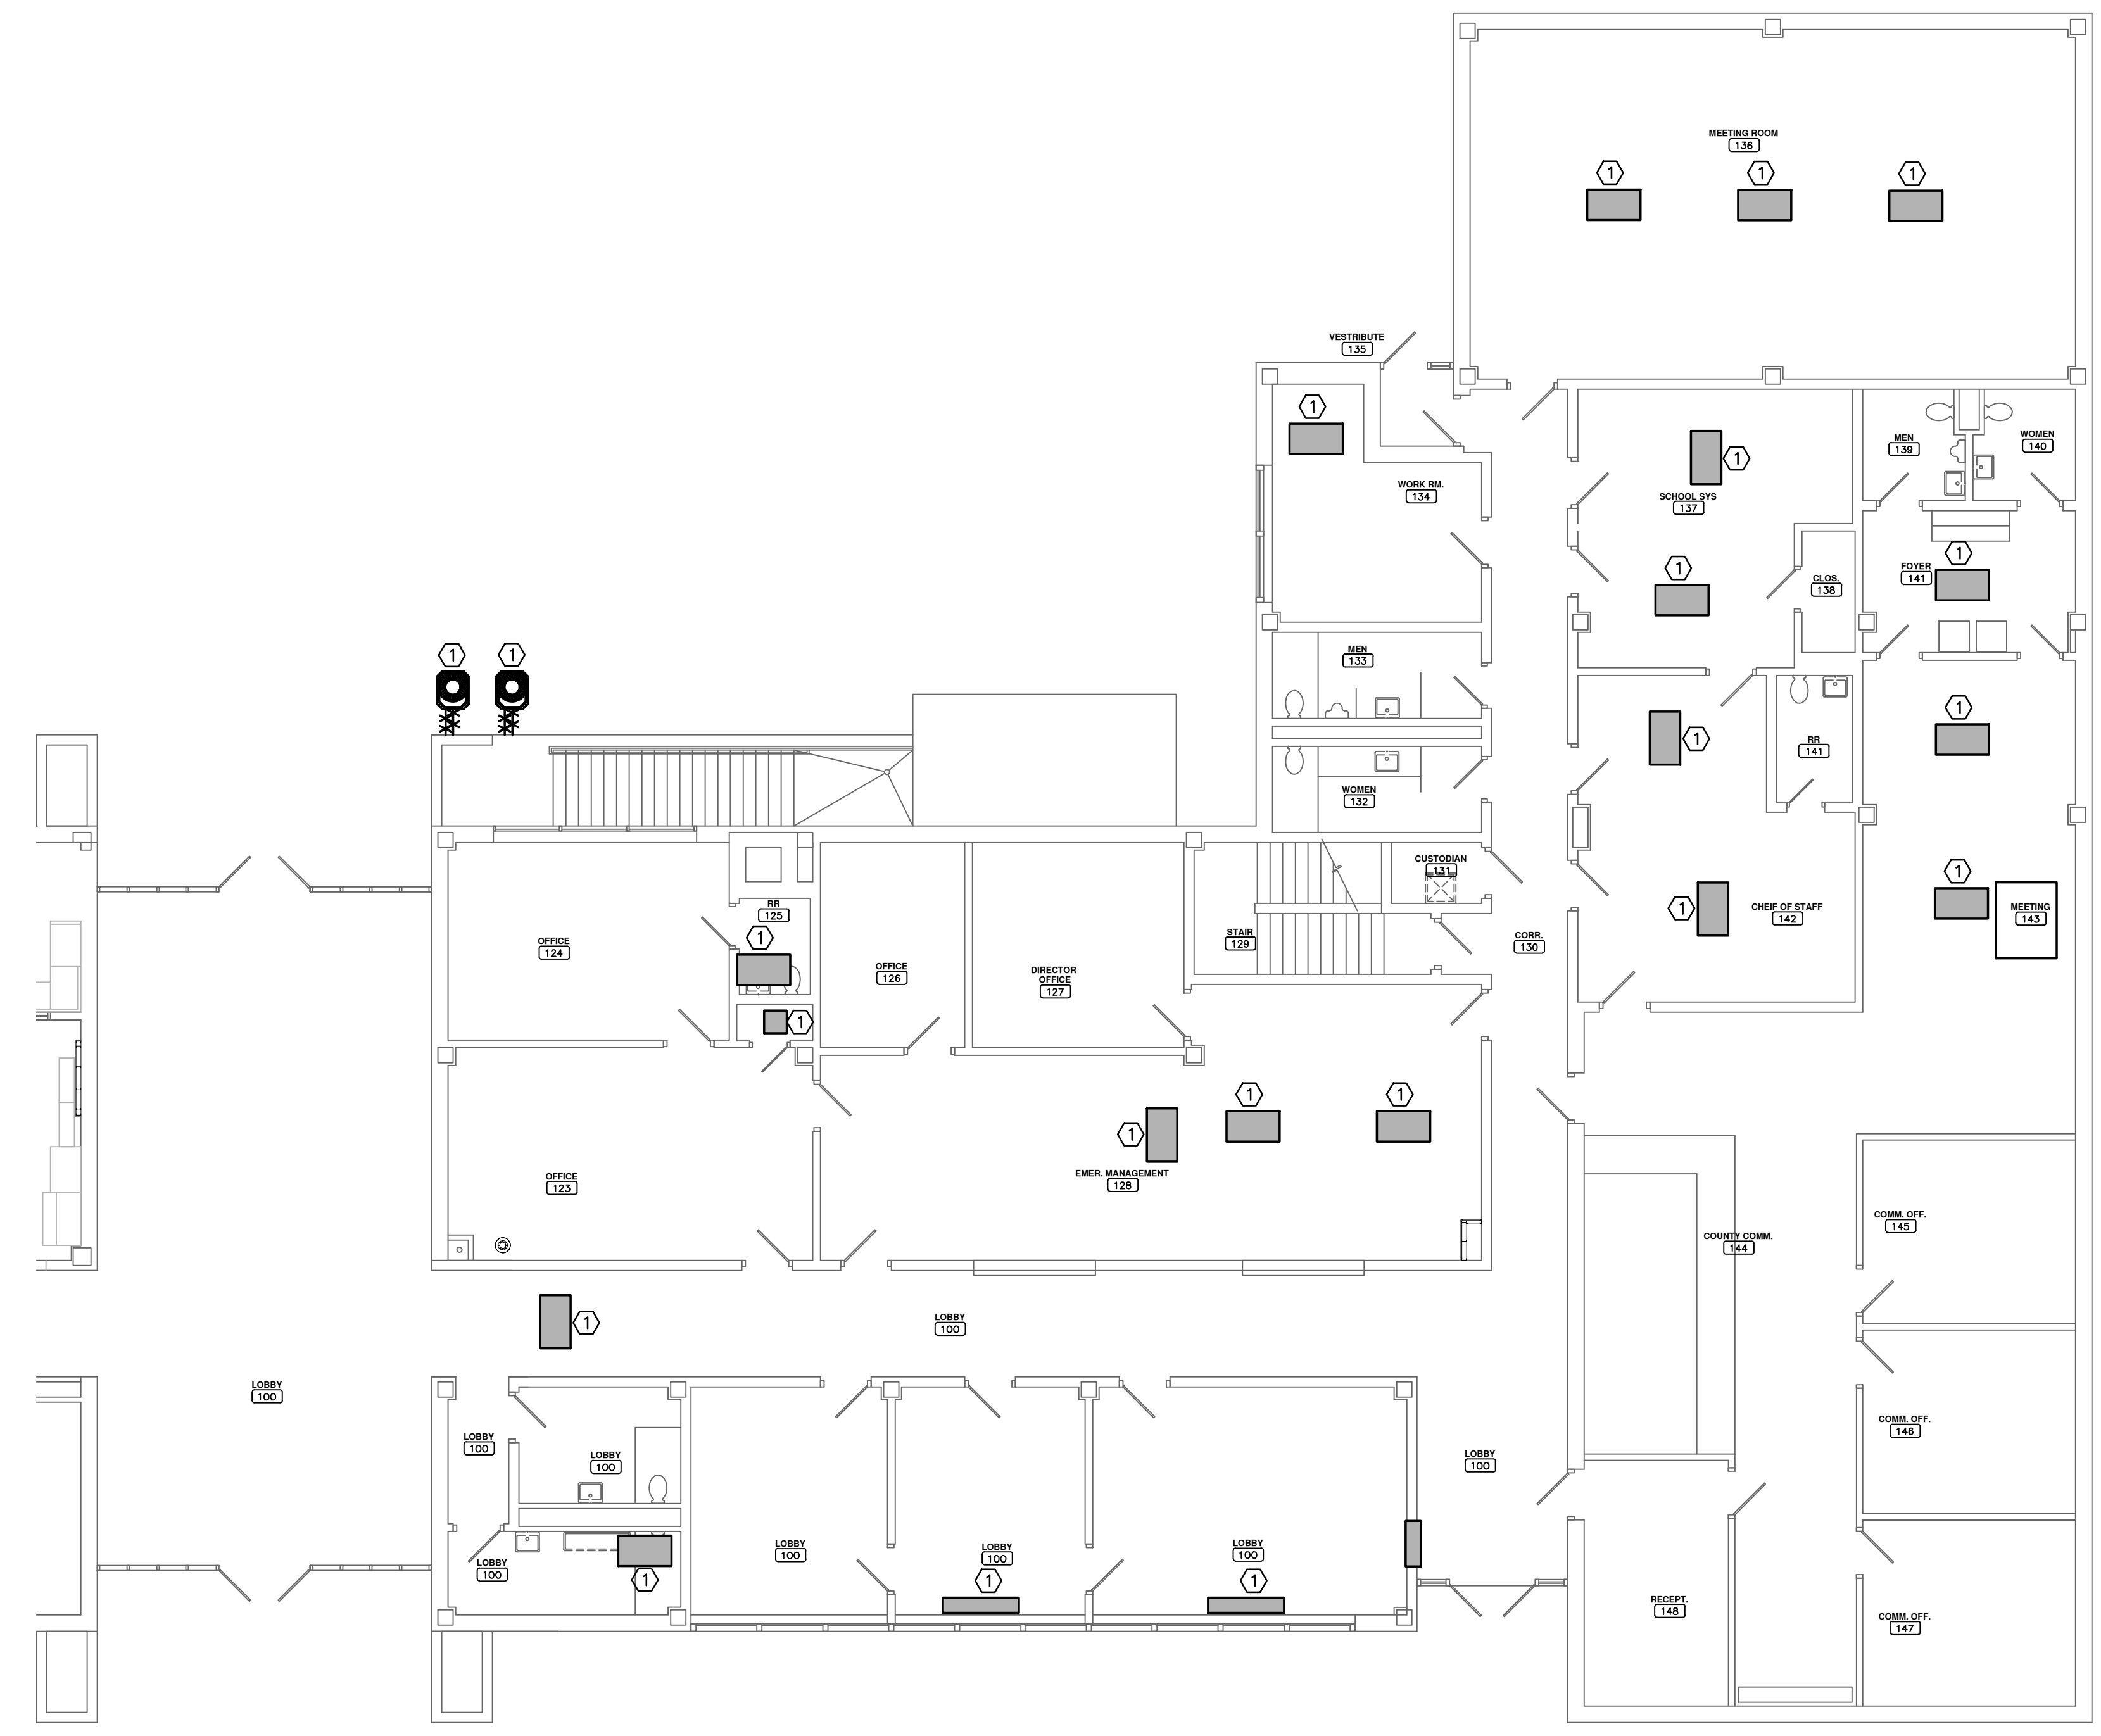 MEETING ROOM
136
1
1
1
VESTRIBUTE
135
1
WORK RM.
134
1
SCHOOL SYS
137
1
MEN
139
WOMEN
140
1
FOYER
141
CLOS.
138
MEN
133
1
1
1
RR
141
1
WOMEN
132
CUSTODIAN
131
1
CHEIF OF STAFF
142
1
MEETING
143
RR
125
1
OFFICE
124
OFFICE
126
DIRECTOR
OFFICE
127
STAIR
129
CORR.
130
1
1
1
1
EMER. MANAGEMENT
128
OFFICE
123
COMM. OFF.
145
COUNTY COMM.
144
1
LOBBY
100
LOBBY
100
LOBBY
100
LOBBY
100
LOBBY
100
COMM. OFF.
146
LOBBY
100
1
LOBBY
100
LOBBY
100
1
LOBBY
100
1
RECEPT.
148
COMM. OFF.
147